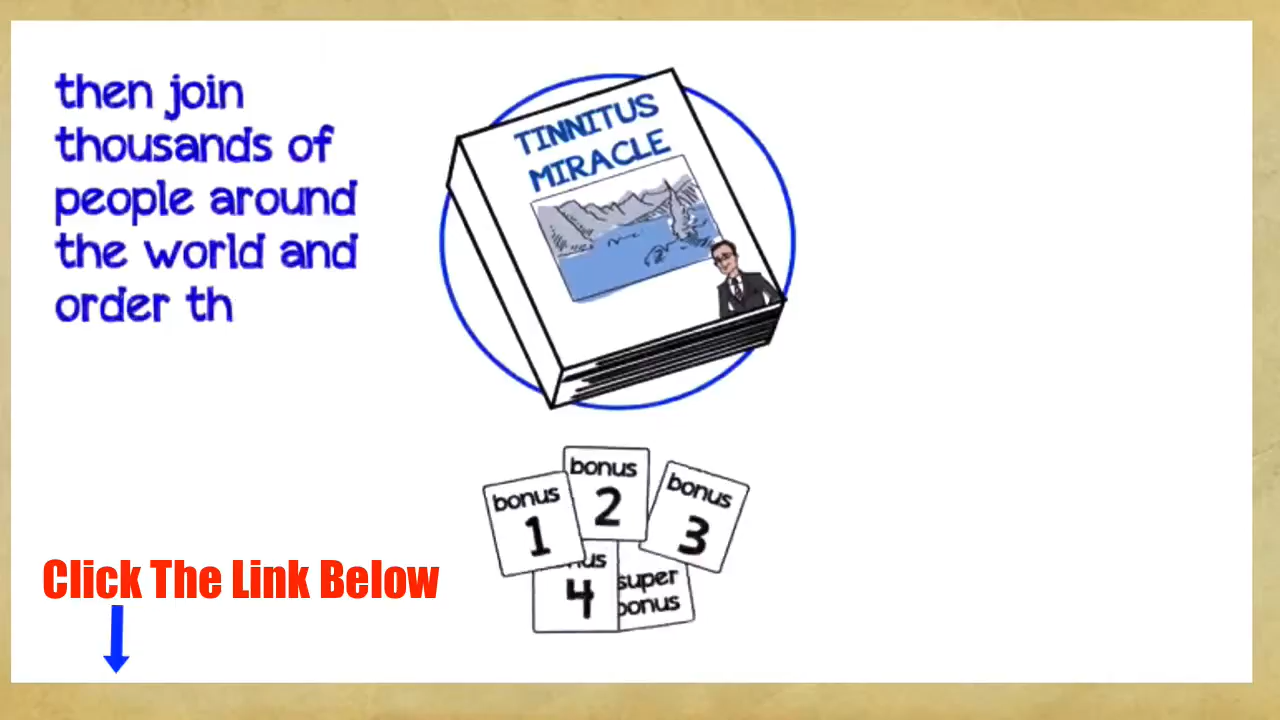 then join
thousands of
people around
the world and
order th
TINNITUS
MIRACLE
bonus
1
bonus
2
bonus
3
nus
4
super
bonus
Click The Link Below